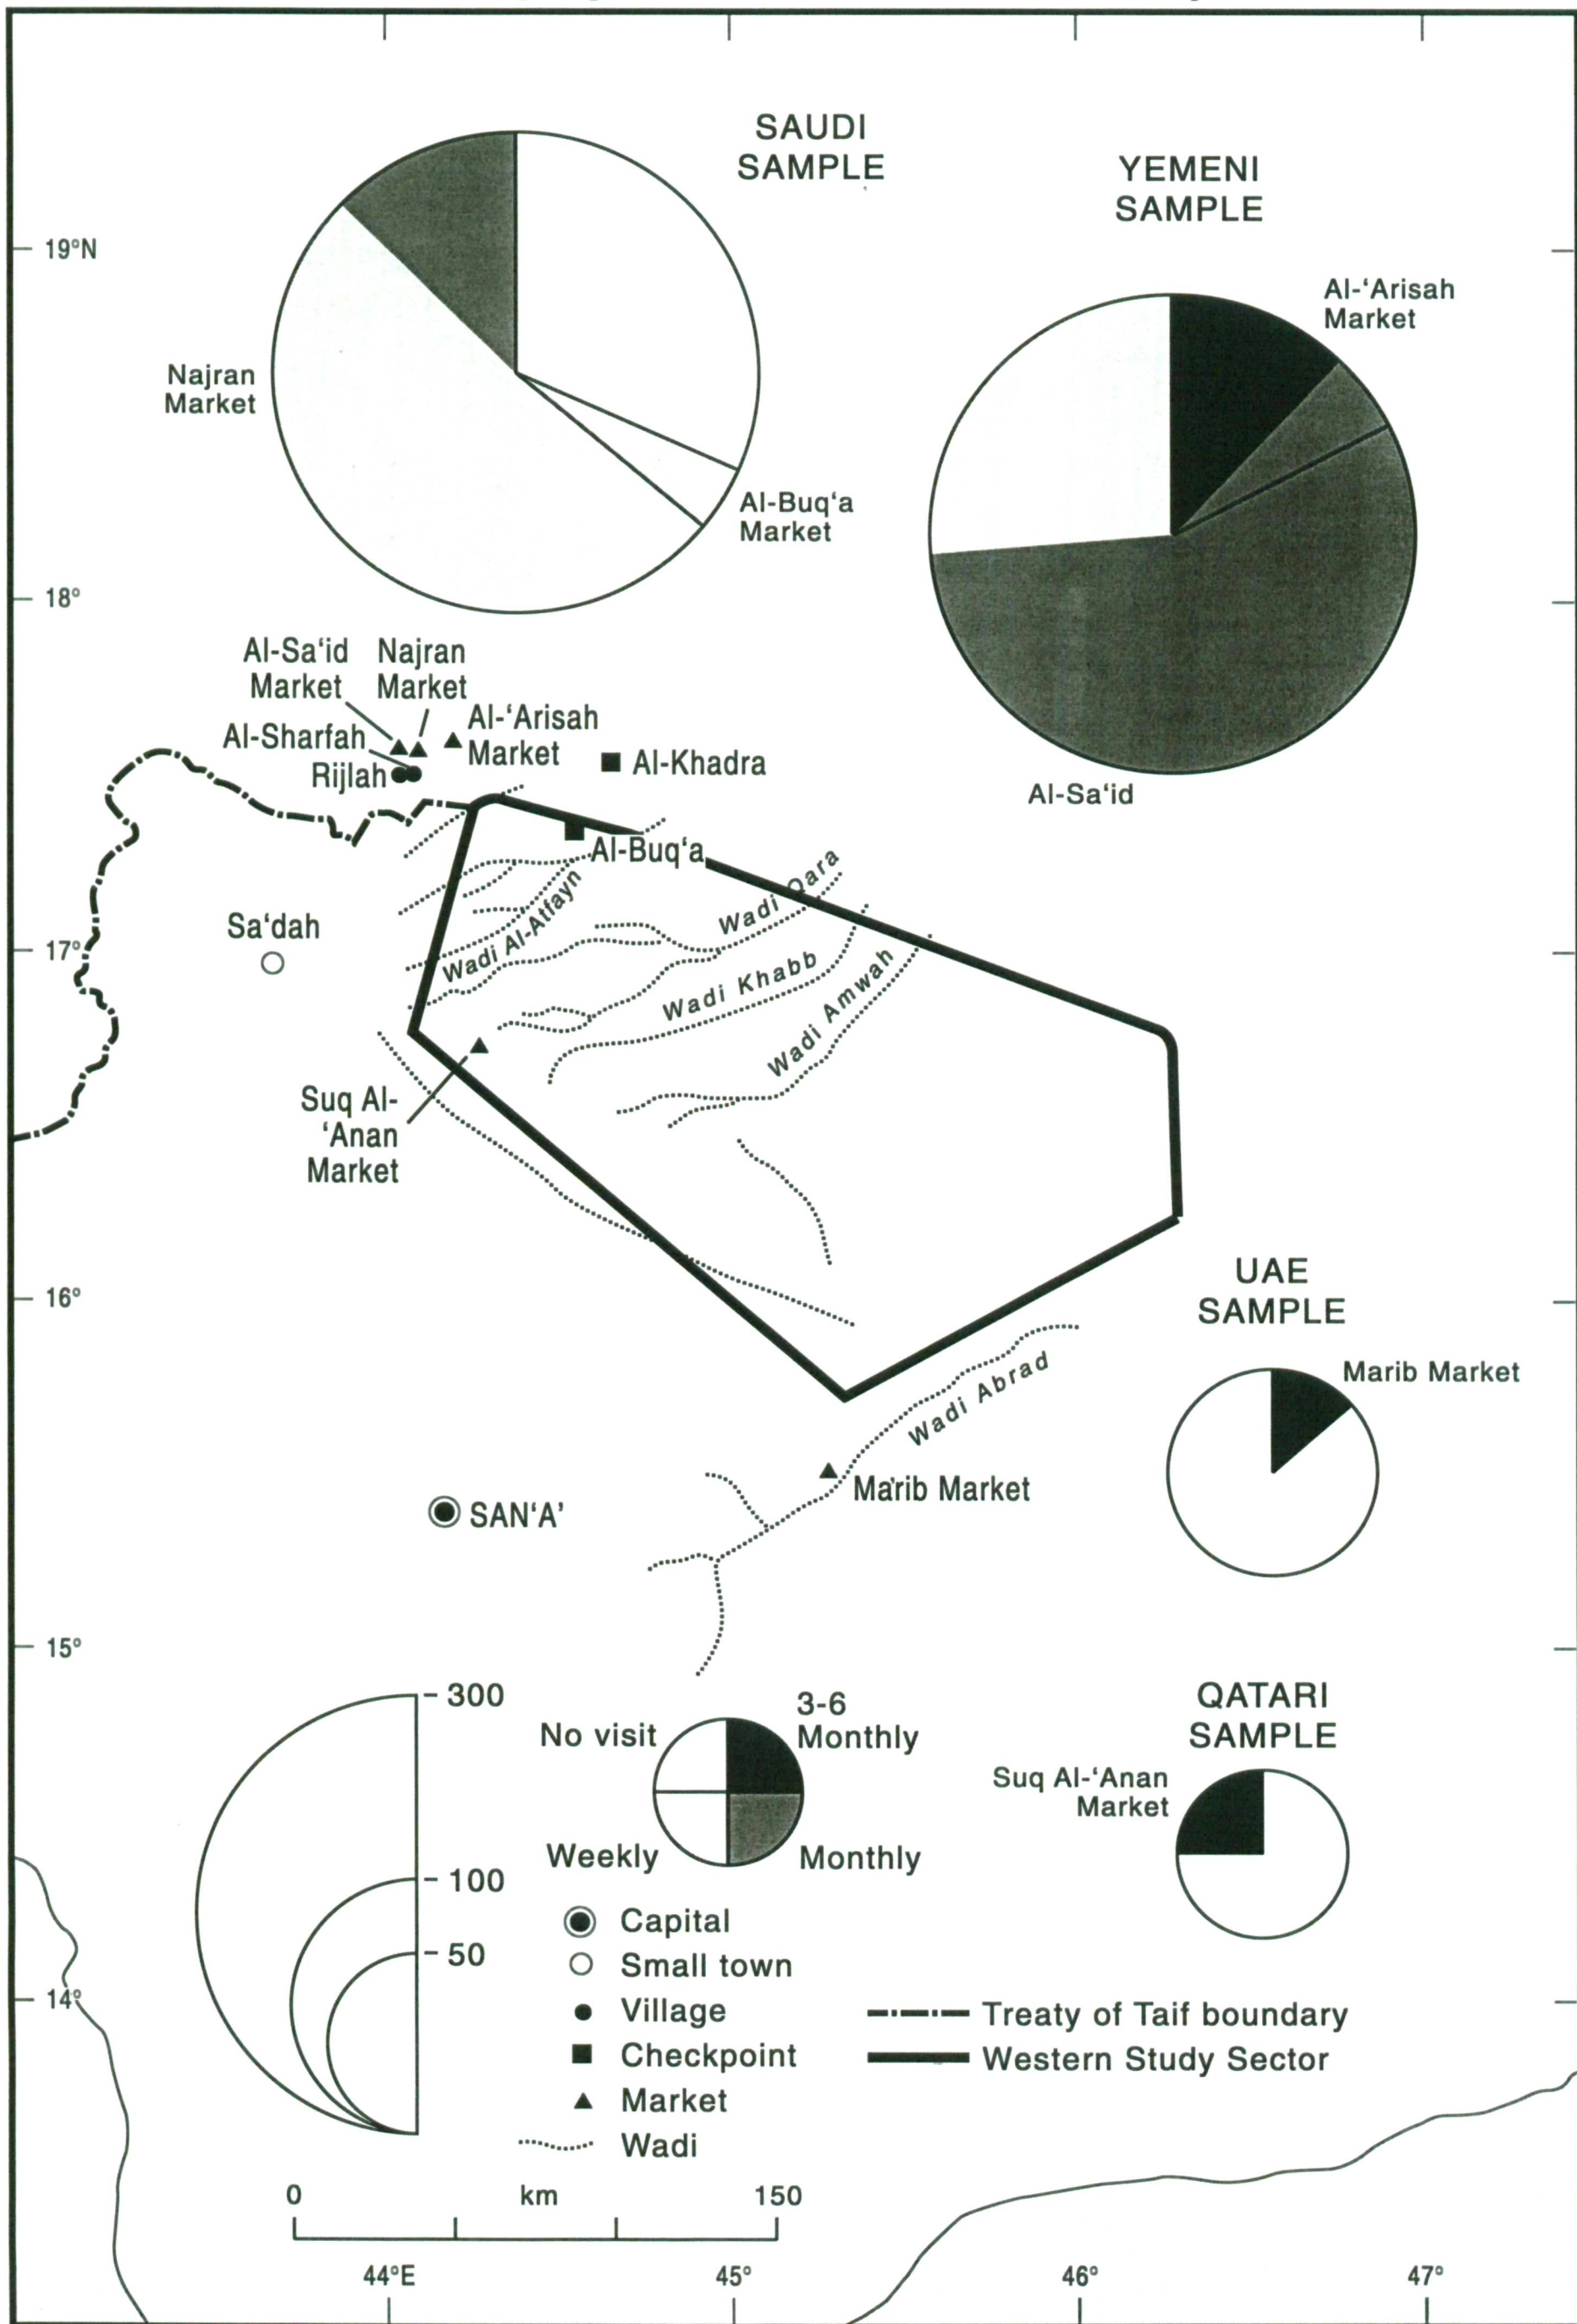 SAUDI
SAMPLE
YEMENI
SAMPLE
19°N
Al-‘Arisah
Market
Najran
Market
Al-Buq‘a
Market
18°
Al-Sa‘id
Market
Najran
Market
Al-‘Arisah
Market
Al-Sharfah
Rijlah
Al-Khadra
Al-Sa‘id
Al-Buq‘a
Wadi Qara
Wadi Al-Atfayn
Sa‘dah
17°
Wadi Khabb
Wadi Amwah
Suq Al-
‘Anan
Market
16°
UAE
SAMPLE
Marib Market
Wadi Abrad
Ma'rib Market
SAN‘A’
15°
300
100
50
No visit
3-6
Monthly
Weekly
Monthly
QATARI
SAMPLE
Suq Al-‘Anan
Market
Capital
Small town
Village
Checkpoint
Market
Wadi
14°
Treaty of Taif boundary
Western Study Sector
0 km 150
44°E 45° 46° 47°